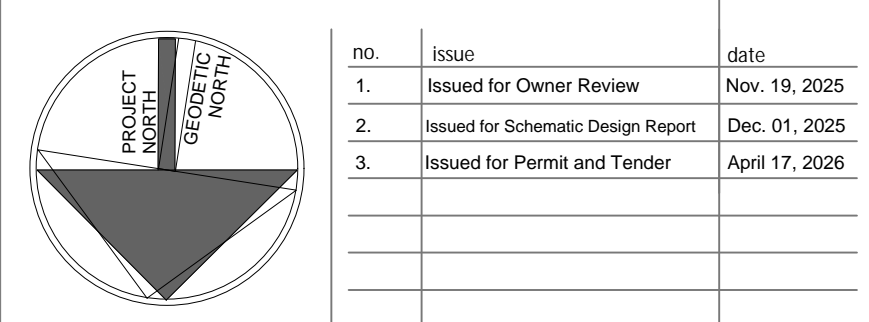 PROJECT
NORTH
GEODETIC
NORTH
no. issue date
1. Issued for Owner Review Nov. 19, 2025
2. Issued for Schematic Design Report Dec. 01, 2025
3. Issued for Permit and Tender April 17, 2026